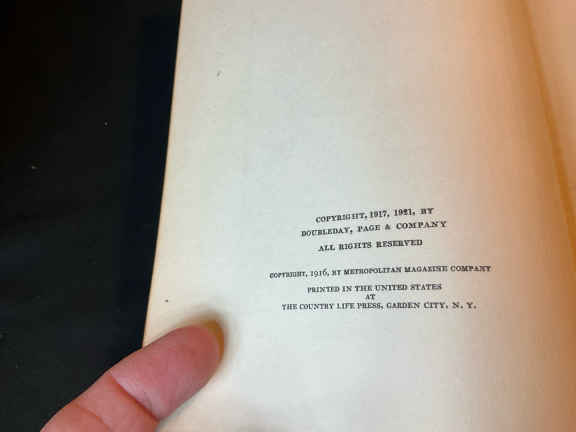 COPYRIGHT, 1917, 1921, BY
DOUBLEDAY, PAGE & COMPANY
ALL RIGHTS RESERVED
COPYRIGHT, 1916, BY METROPOLITAN MAGAZINE COMPANY
PRINTED IN THE UNITED STATES
AT
THE COUNTRY LIFE PRESS, GARDEN CITY, N. Y.